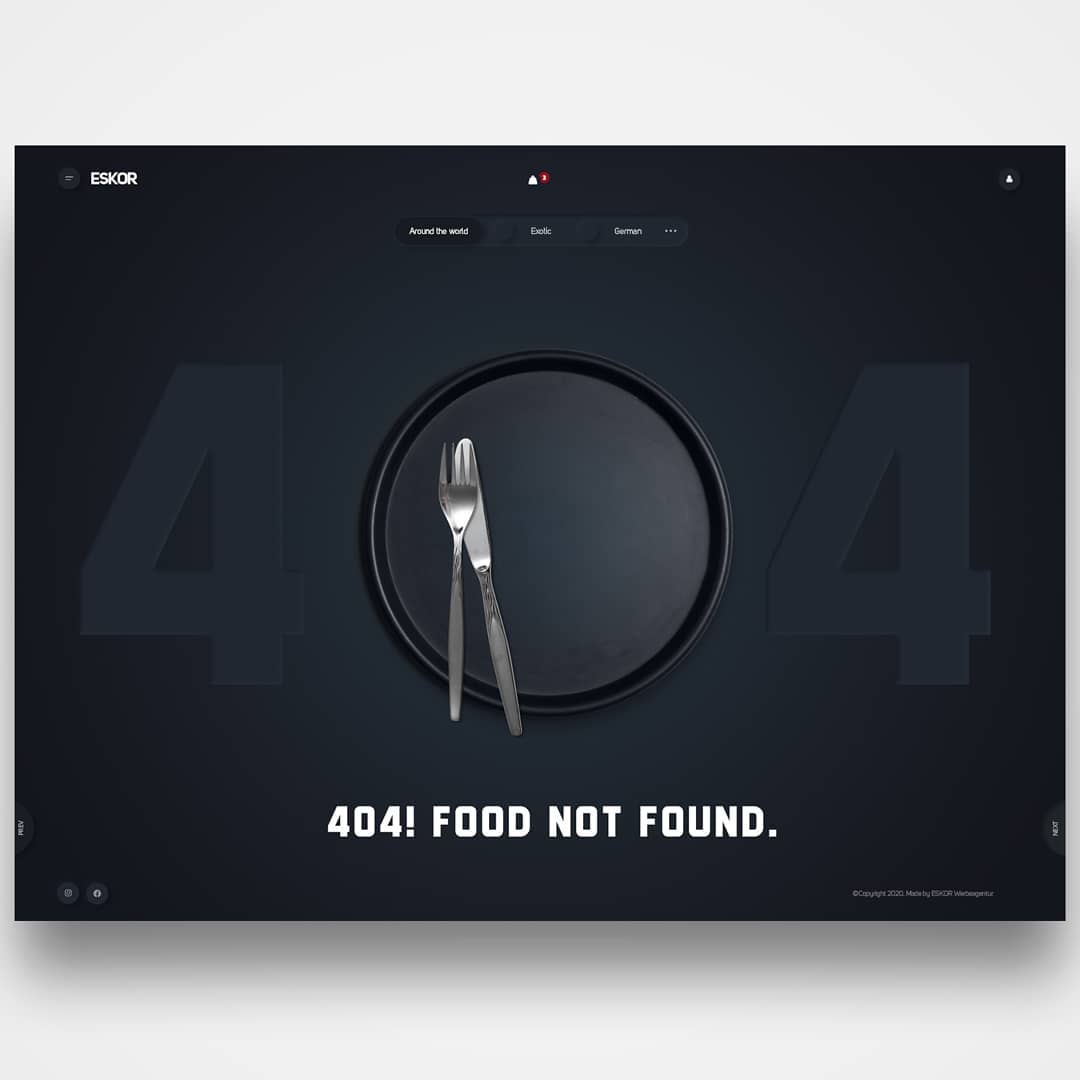 ESKOR
3
Around the world
Exotic
German
4 4
404! FOOD NOT FOUND.
PREV
NEXT
©Copyright 2020. Made by ESKOR Werbeagentur